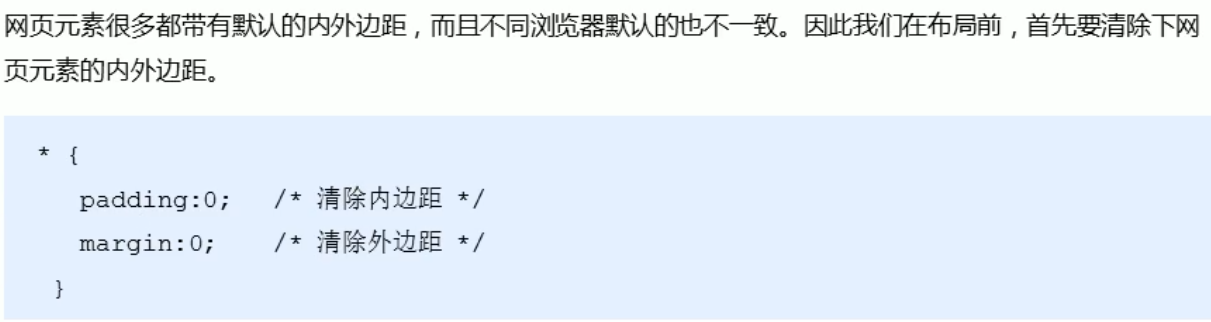 网页元素很多都带有默认的内外边距，而且不同浏览器默认的也不一致。因此我们在布局前，首先要清除下网
页元素的内外边距。
* {
padding:0; /* 清除内边距 */
margin:0; /* 清除外边距 */
}